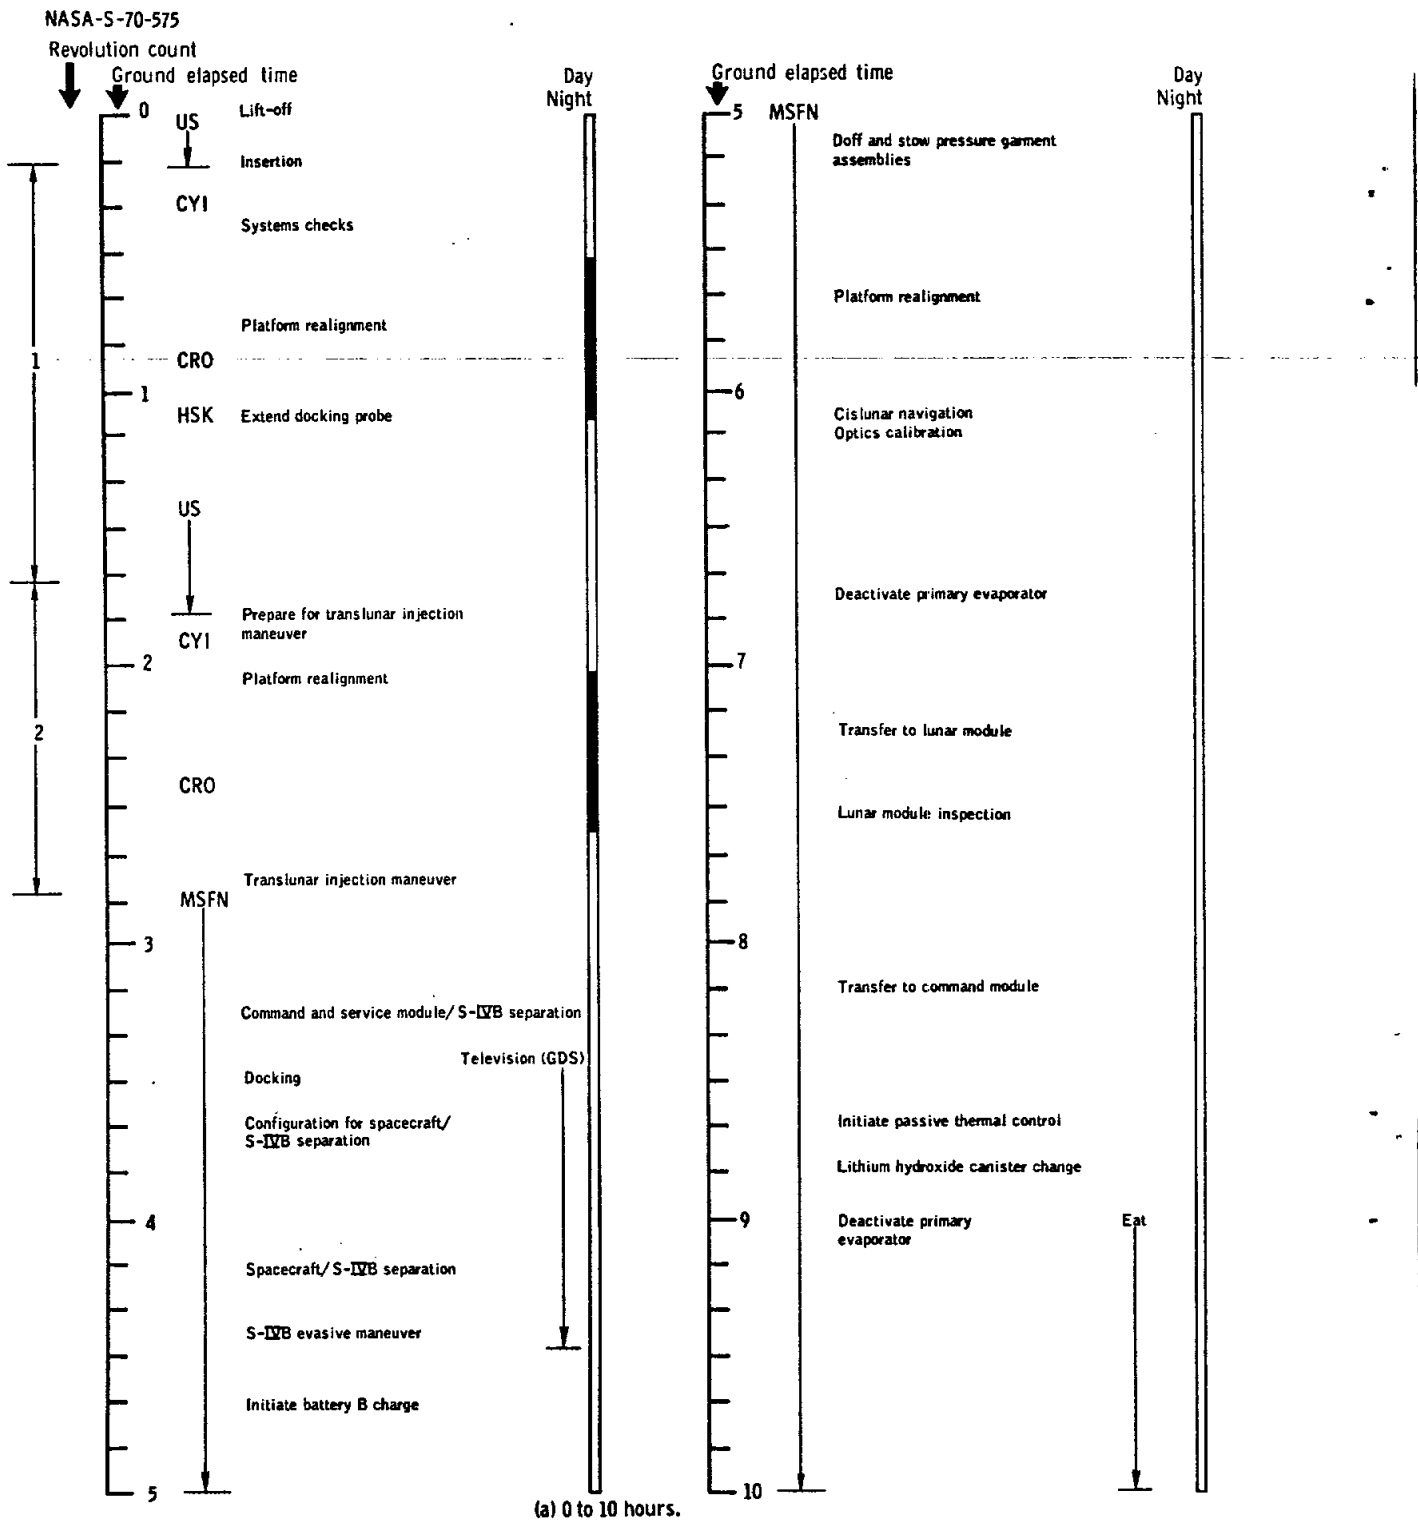 NASA-S-70-575
Revolution count
Ground elapsed time
Day
Night
0
US
Lift-off
Insertion
CYI
Systems checks
Platform realignment
1
CRO
1
HSK
Extend docking probe
US
Prepare for translunar injection
maneuver
CYI
2
Platform realignment
2
CRO
Translunar injection maneuver
MSFN
3
Command and service module/S-IVB separation
Television (GDS)
Docking
Configuration for spacecraft/
S-IVB separation
4
Spacecraft/S-IVB separation
S-IVB evasive maneuver
Initiate battery B charge
5
Ground elapsed time
Day
Night
5
MSFN
Doff and stow pressure garment
assemblies
Platform realignment
6
Cislunar navigation
Optics calibration
Deactivate primary evaporator
7
Transfer to lunar module
Lunar module inspection
8
Transfer to command module
Initiate passive thermal control
Lithium hydroxide canister change
9
Deactivate primary
evaporator
Eat
10
(a) 0 to 10 hours.